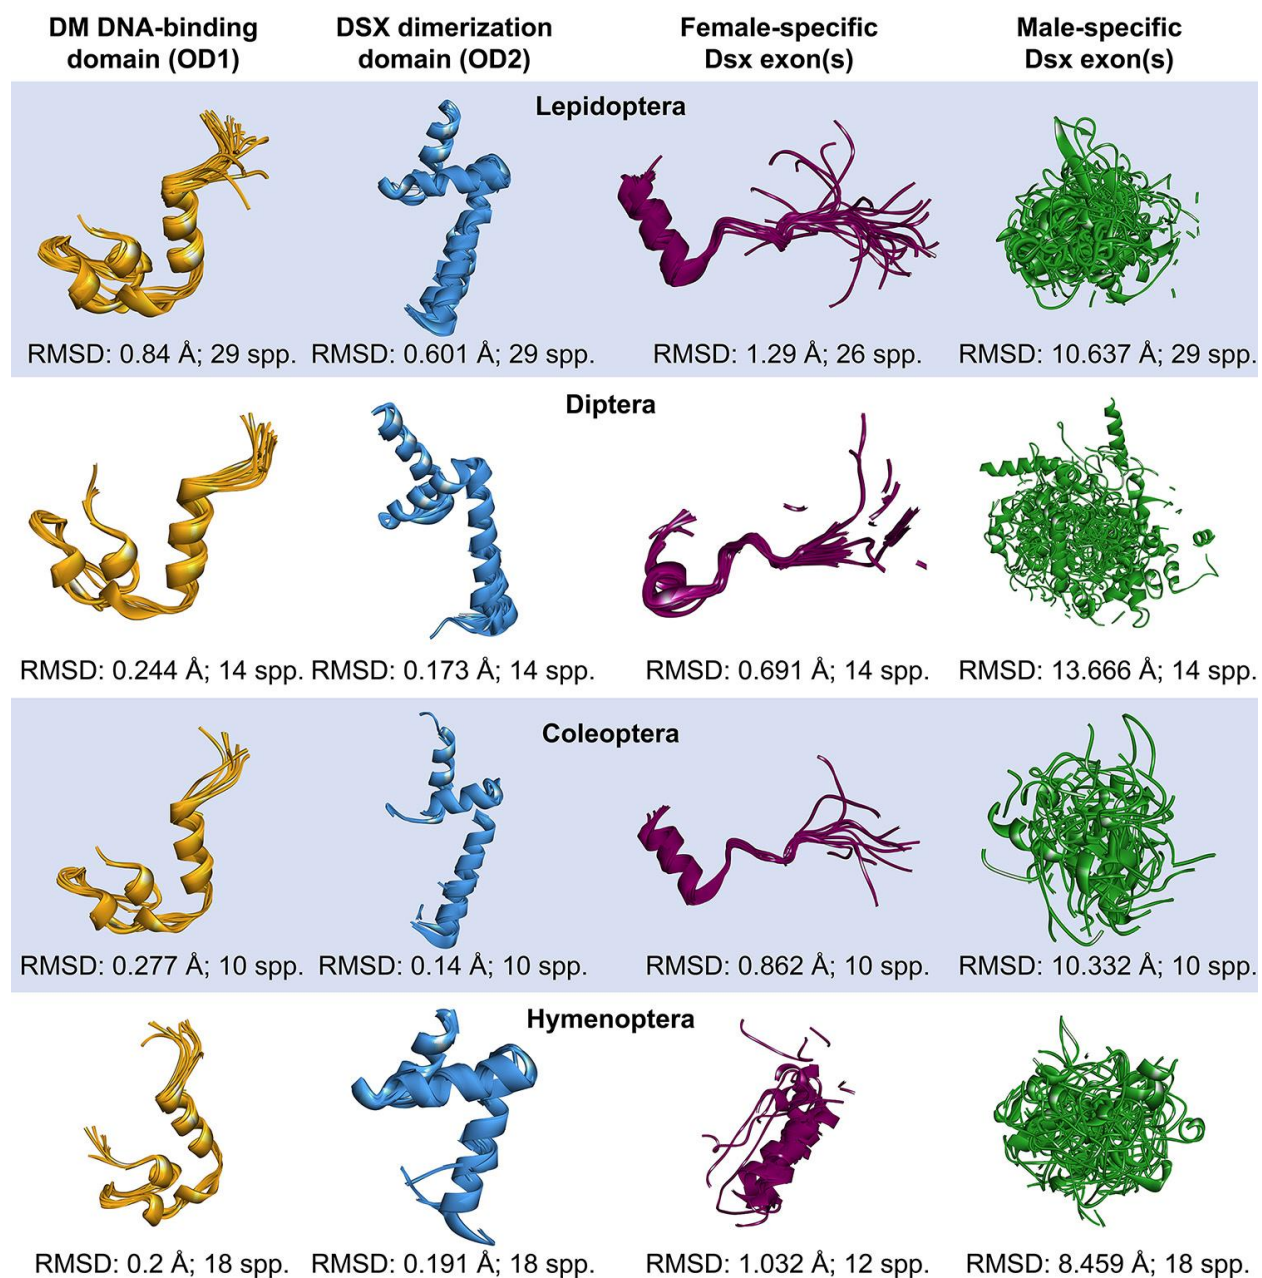 DM DNA-binding
domain (OD1)
DSX dimerization
domain (OD2)
Female-specific
Dsx exon(s)
Male-specific
Dsx exon(s)
Lepidoptera
RMSD: 0.84 Å; 29 spp.
RMSD: 0.601 Å; 29 spp.
RMSD: 1.29 Å; 26 spp.
RMSD: 10.637 Å; 29 spp.
Diptera
RMSD: 0.244 Å; 14 spp.
RMSD: 0.173 Å; 14 spp.
RMSD: 0.691 Å; 14 spp.
RMSD: 13.666 Å; 14 spp.
Coleoptera
RMSD: 0.277 Å; 10 spp.
RMSD: 0.14 Å; 10 spp.
RMSD: 0.862 Å; 10 spp.
RMSD: 10.332 Å; 10 spp.
Hymenoptera
RMSD: 0.2 Å; 18 spp.
RMSD: 0.191 Å; 18 spp.
RMSD: 1.032 Å; 12 spp.
RMSD: 8.459 Å; 18 spp.